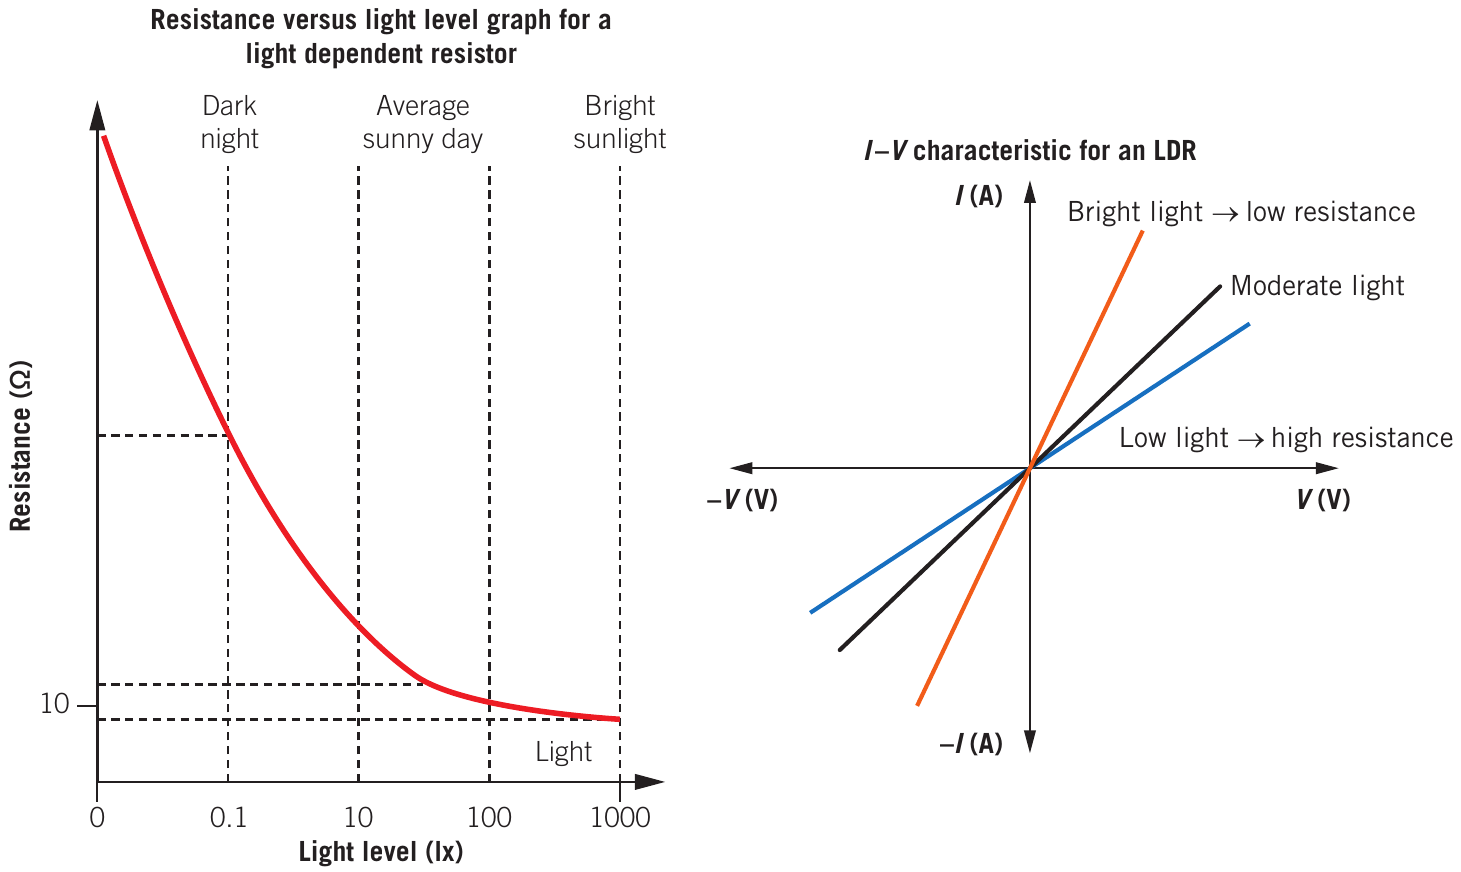 Resistance versus light level graph for a
light dependent resistor
Dark
night
Average
sunny day
Bright
sunlight
Resistance (Ω)
10
Light
0
0.1
10
100
1000
Light level (lx)
I–V characteristic for an LDR
I (A)
Bright light → low resistance
Moderate light
Low light → high resistance
–V (V)
V (V)
–I (A)